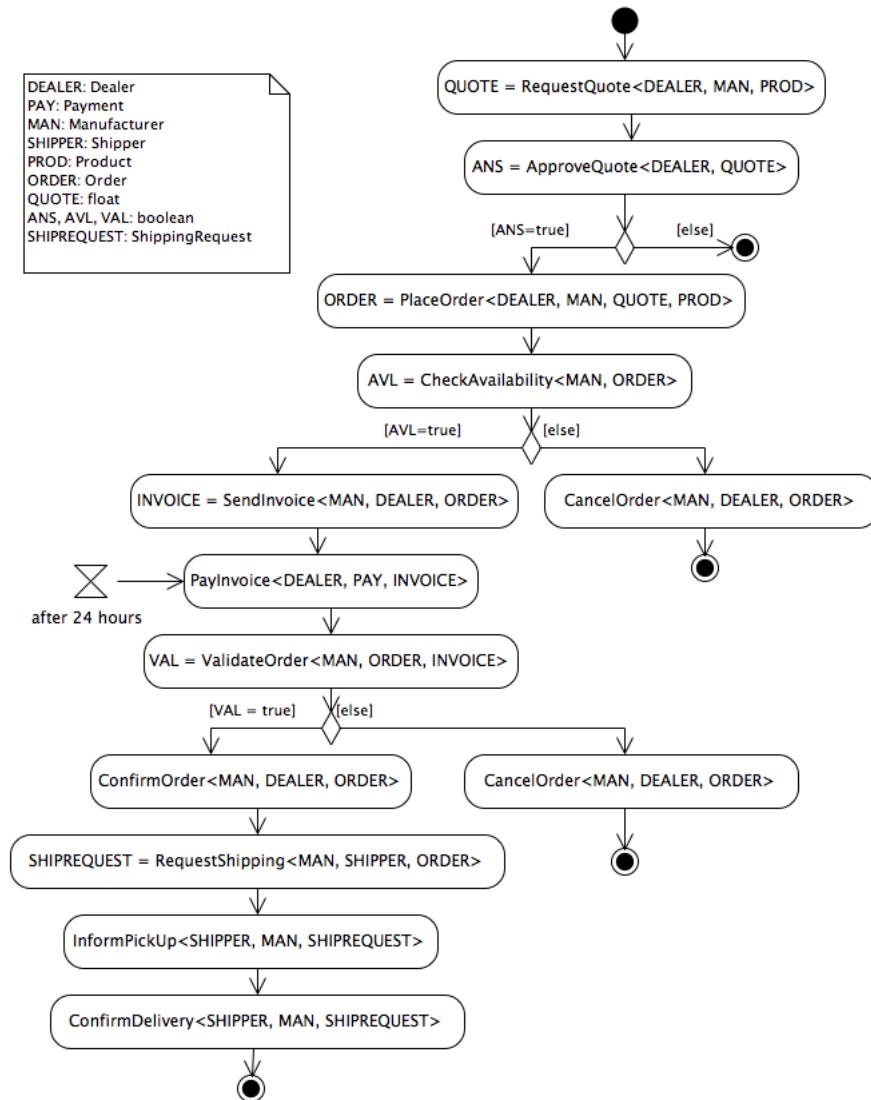 DEALER: Dealer
PAY: Payment
MAN: Manufacturer
SHIPPER: Shipper
PROD: Product
ORDER: Order
QUOTE: float
ANS, AVL, VAL: boolean
SHIPREQUEST: ShippingRequest
QUOTE = RequestQuote<DEALER, MAN, PROD>
ANS = ApproveQuote<DEALER, QUOTE>
[ANS=true]
[else]
ORDER = PlaceOrder<DEALER, MAN, QUOTE, PROD>
AVL = CheckAvailability<MAN, ORDER>
[AVL=true]
[else]
INVOICE = SendInvoice<MAN, DEALER, ORDER>
CancelOrder<MAN, DEALER, ORDER>
PayInvoice<DEALER, PAY, INVOICE>
after 24 hours
VAL = ValidateOrder<MAN, ORDER, INVOICE>
[VAL = true]
[else]
ConfirmOrder<MAN, DEALER, ORDER>
CancelOrder<MAN, DEALER, ORDER>
SHIPREQUEST = RequestShipping<MAN, SHIPPER, ORDER>
InformPickUp<SHIPPER, MAN, SHIPREQUEST>
ConfirmDelivery<SHIPPER, MAN, SHIPREQUEST>